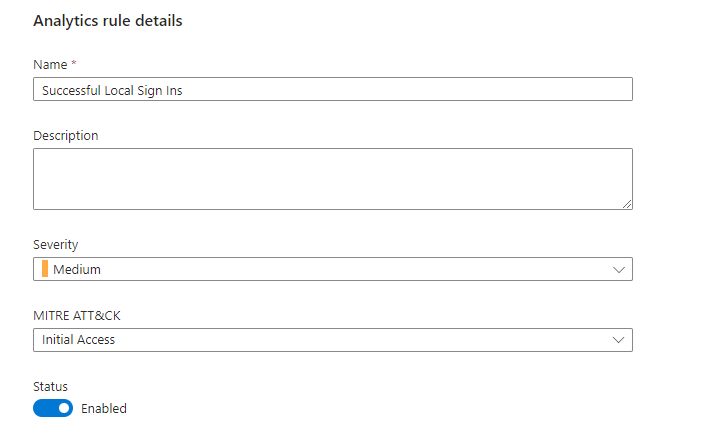 Analytics rule details
Name *
Successful Local Sign Ins
Description
Severity
Medium
MITRE ATT&CK
Initial Access
Status
Enabled